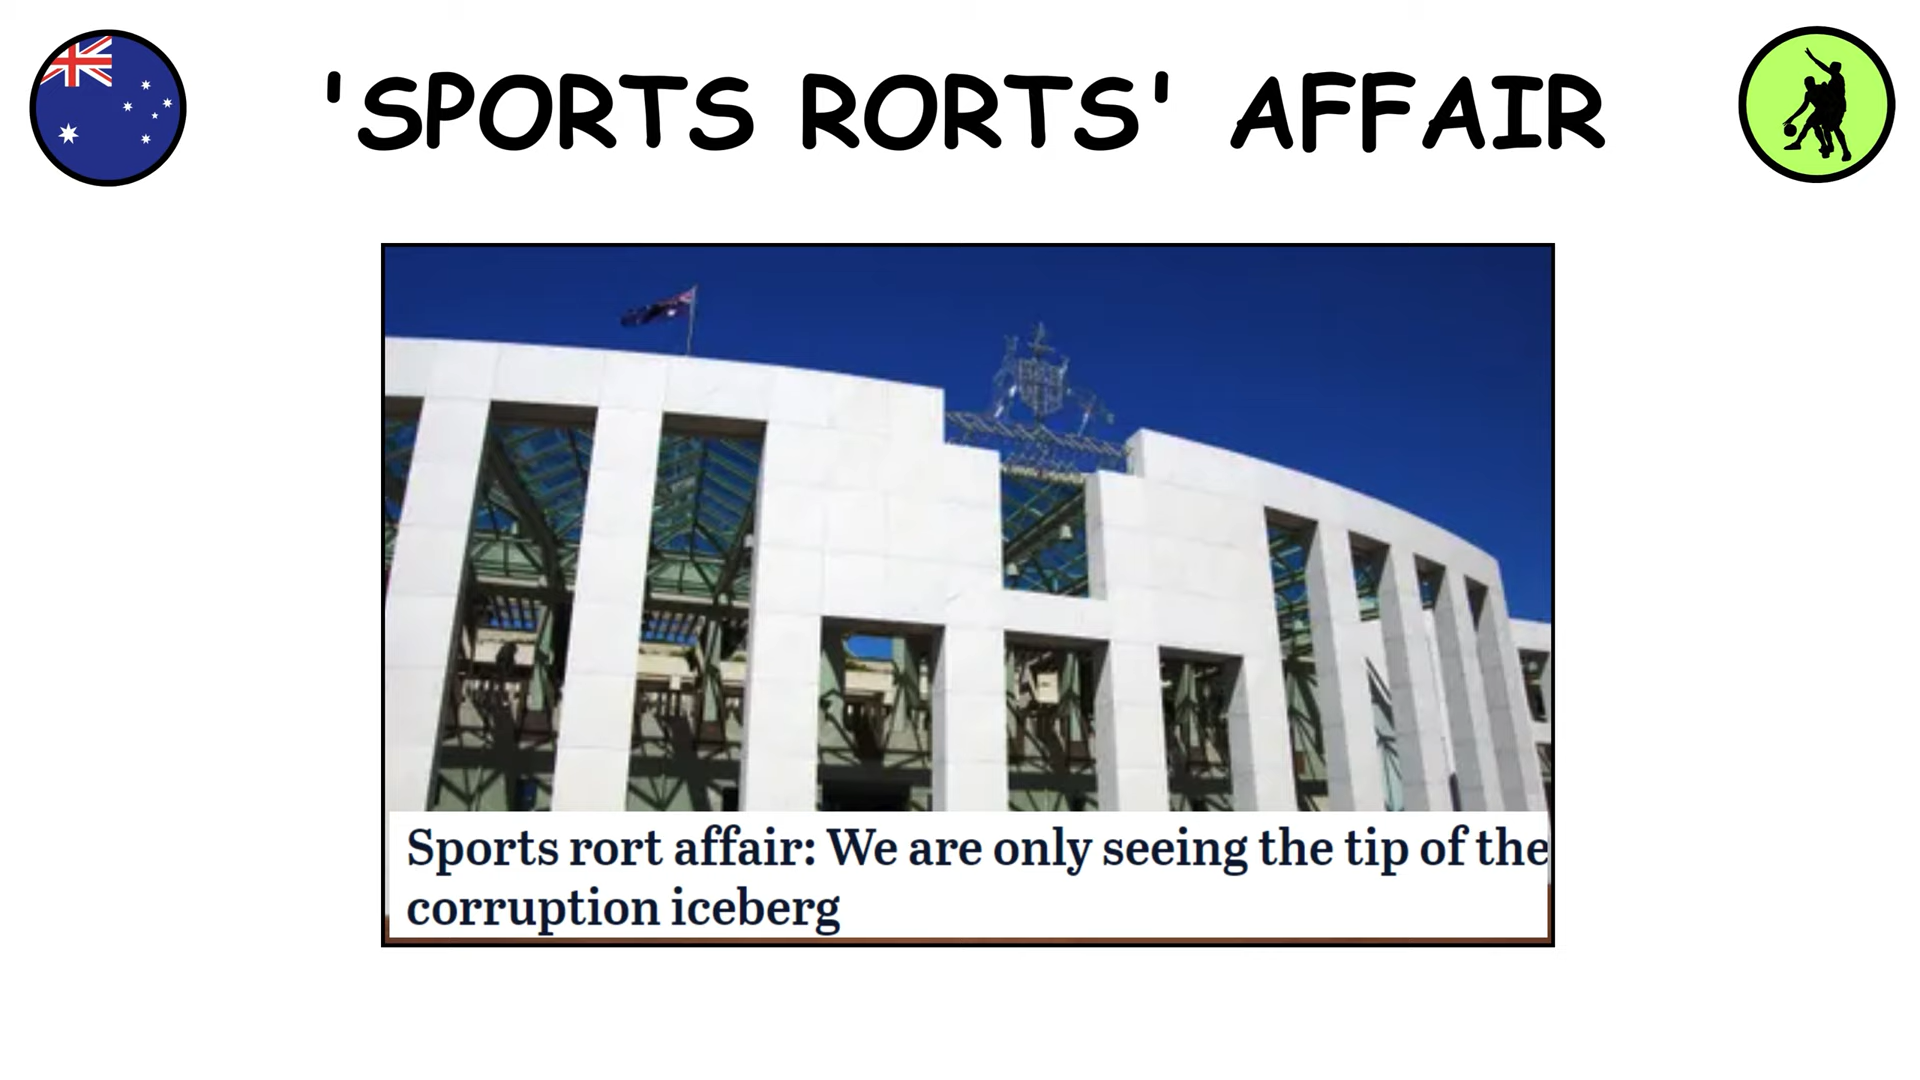 'SPORTS RORTS' AFFAIR
Sports rort affair: We are only seeing the tip of the
corruption iceberg